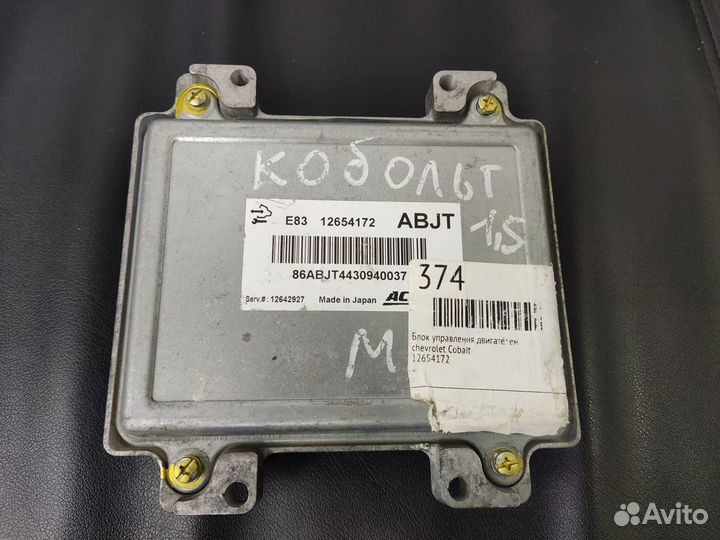 КОБОЛЬТ
1,5
E83 12654172 ABJT
86ABJT4430940037
Serv.#: 12642927 Made in Japan AC
374
Блок управления двигателем
chevrolet Cobalt
12654172
М
Avito